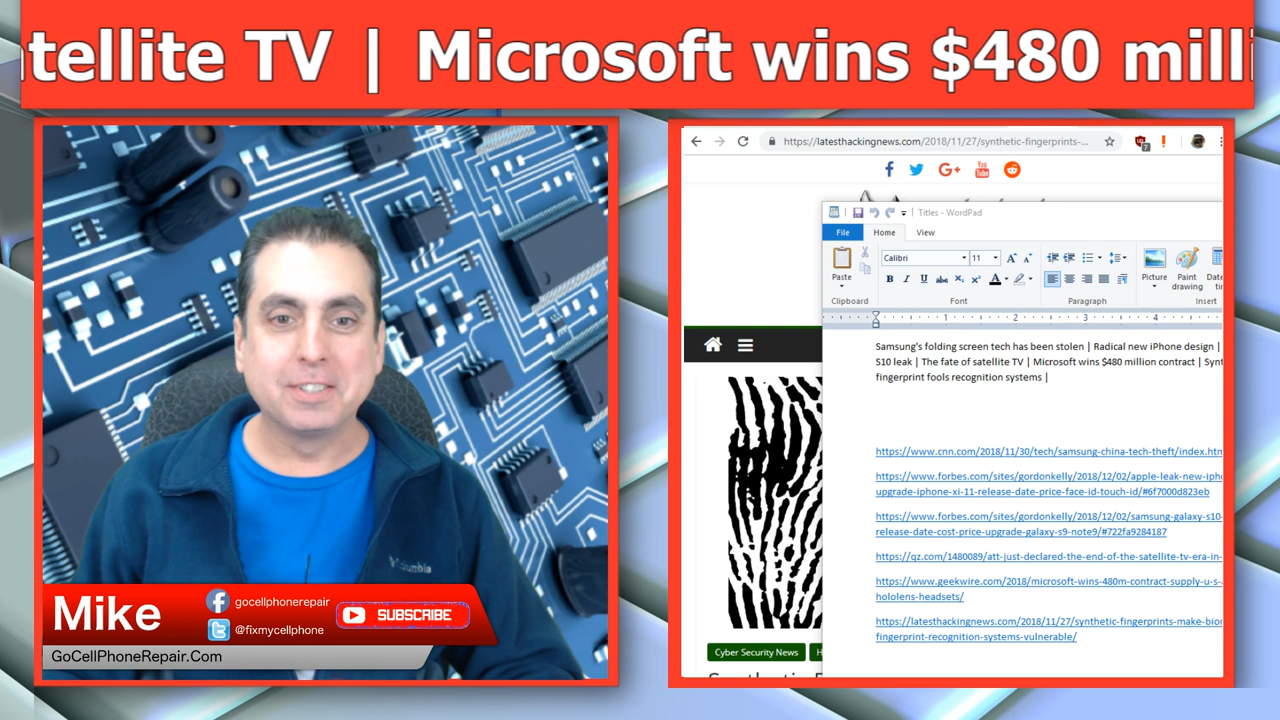 tellite TV | Microsoft wins $480 milli
https://latesthackingnews.com/2018/11/27/synthetic-fingerprints-...
7
Titles - WordPad
File Home View
Calibri 11
Paste
Picture
Paint
drawing
Clipboard
Font
Paragraph
Insert
1 2 3 4
Samsung's folding screen tech has been stolen | Radical new iPhone design |
S10 leak | The fate of satellite TV | Microsoft wins $480 million contract |
fingerprint fools recognition systems |
https://www.cnn.com/2018/11/30/tech/samsung-china-tech-theft/index.htm
https://www.forbes.com/sites/gordonkelly/2018/12/02/apple-leak-new-ipho
upgrade-iphone-xi-11-release-date-price-face-id-touch-id/#6f7000d823eb
https://www.forbes.com/sites/gordonkelly/2018/12/02/samsung-galaxy-s10-
release-date-cost-price-upgrade-galaxy-s9-note9/#722fa9284187
https://qz.com/1480089/att-just-declared-the-end-of-the-satellite-tv-era-in-
https://www.geekwire.com/2018/microsoft-wins-480m-contract-supply-u-s-
hololens-headsets/
https://latesthackingnews.com/2018/11/27/synthetic-fingerprints-make-bio
fingerprint-recognition-systems-vulnerable/
Cyber Security News
Columbia
Mike
gocellphonerepair
@fixmycellphone
SUBSCRIBE
GoCellPhoneRepair.Com